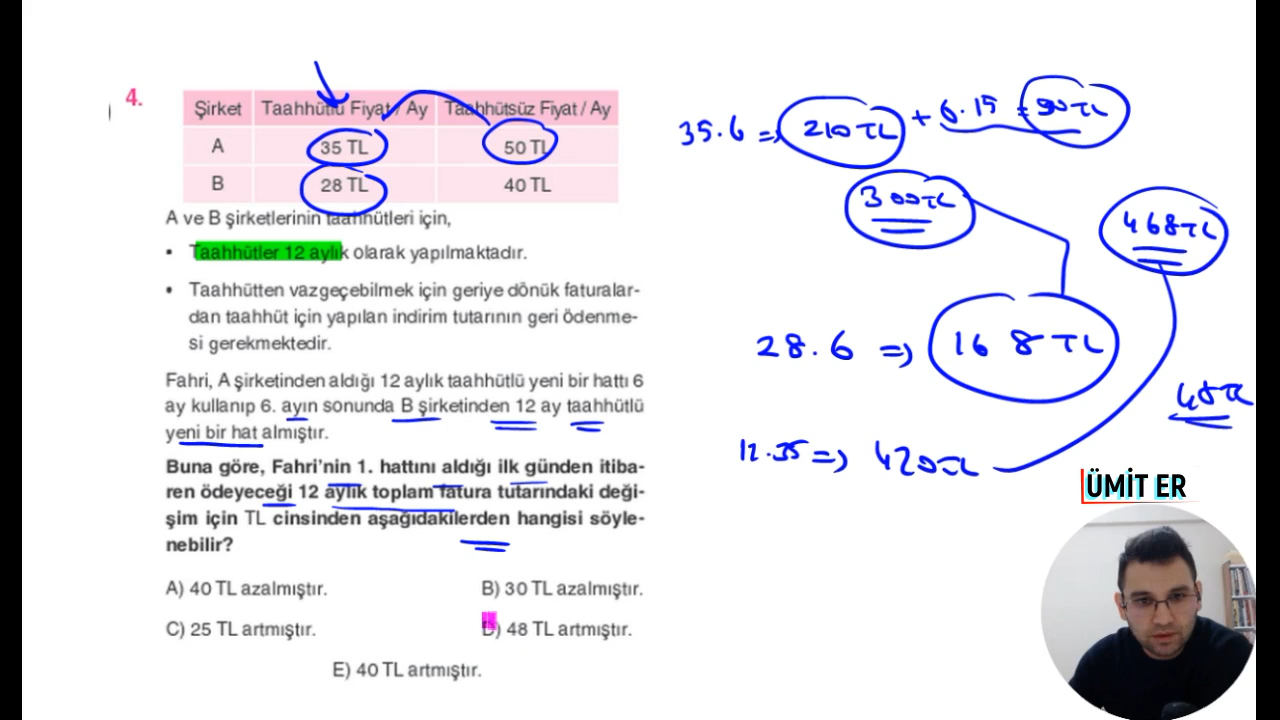 4.
Şirket Taahhütlü Fiyat / Ay Taahhütsüz Fiyat / Ay
A 35 TL 50 TL
B 28 TL 40 TL
A ve B şirketlerinin taahhütleri için,
• Taahhütler 12 aylık olarak yapılmaktadır.
• Taahhütten vazgeçebilmek için geriye dönük faturalar-
dan taahhüt için yapılan indirim tutarının geri ödenme-
si gerekmektedir.
Fahri, A şirketinden aldığı 12 aylık taahhütlü yeni bir hattı 6
ay kullanıp 6. ayın sonunda B şirketinden 12 ay taahhütlü
yeni bir hat almıştır.
Buna göre, Fahri'nin 1. hattını aldığı ilk günden itiba-
ren ödeyeceği 12 aylık toplam fatura tutarındaki deği-
şim için TL cinsinden aşağıdakilerden hangisi söyle-
nebilir?
A) 40 TL azalmıştır. B) 30 TL azalmıştır.
C) 25 TL artmıştır. D) 48 TL artmıştır.
E) 40 TL artmıştır.
35.6 => 210 TL + 6.15 = 90 TL
300 TL
468 TL
28.6 => 168 TL
48 TL
12.35 => 420 TL
ÜMİT ER